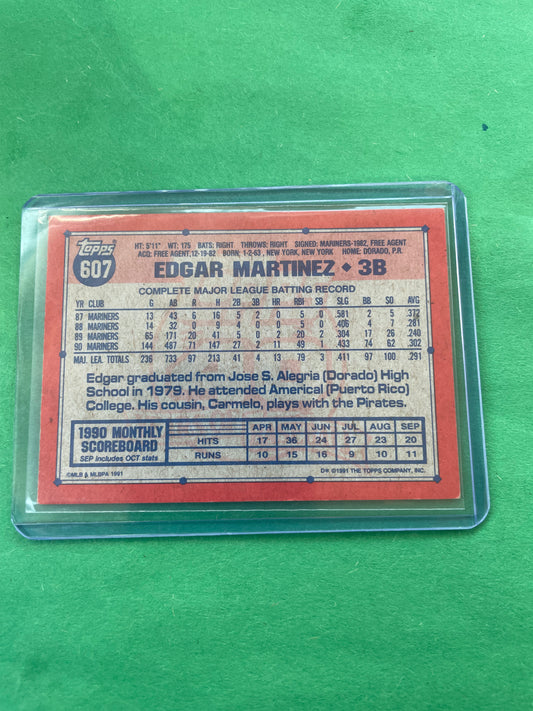 topps
607
HT: 5'11" WT: 175 BATS: RIGHT THROWS: RIGHT SIGNED: MARINERS-1982, FREE AGENT
ACQ: FREE AGENT, 12-19-82 BORN: 1-2-63, NEW YORK, NEW YORK HOME: DORADO, P.R.
EDGAR MARTINEZ ◆ 3B
COMPLETE MAJOR LEAGUE BATTING RECORD
YR CLUB G AB R H 2B 3B HR RBI SB SLG BB SO AVG
87 MARINERS 13 43 6 16 5 2 0 5 0 .581 2 5 .372
88 MARINERS 14 32 0 9 4 0 0 5 0 .406 4 7 .281
89 MARINERS 65 171 20 41 5 0 2 20 2 .304 17 26 .240
90 MARINERS 144 487 71 147 27 2 11 49 1 .433 74 62 .302
MAJ. LEA. TOTALS 236 733 97 213 41 4 13 79 3 .411 97 100 .291
Edgar graduated from Jose S. Alegria (Dorado) High
School in 1979. He attended Americal (Puerto Rico)
College. His cousin, Carmelo, plays with the Pirates.
1990 MONTHLY
SCOREBOARD
SEP includes OCT stats
APR MAY JUN JUL AUG SEP
HITS 17 36 24 27 23 20
RUNS 10 15 16 9 10 11
©MLB & MLBPA 1991
D* ©1991 THE TOPPS COMPANY, INC.